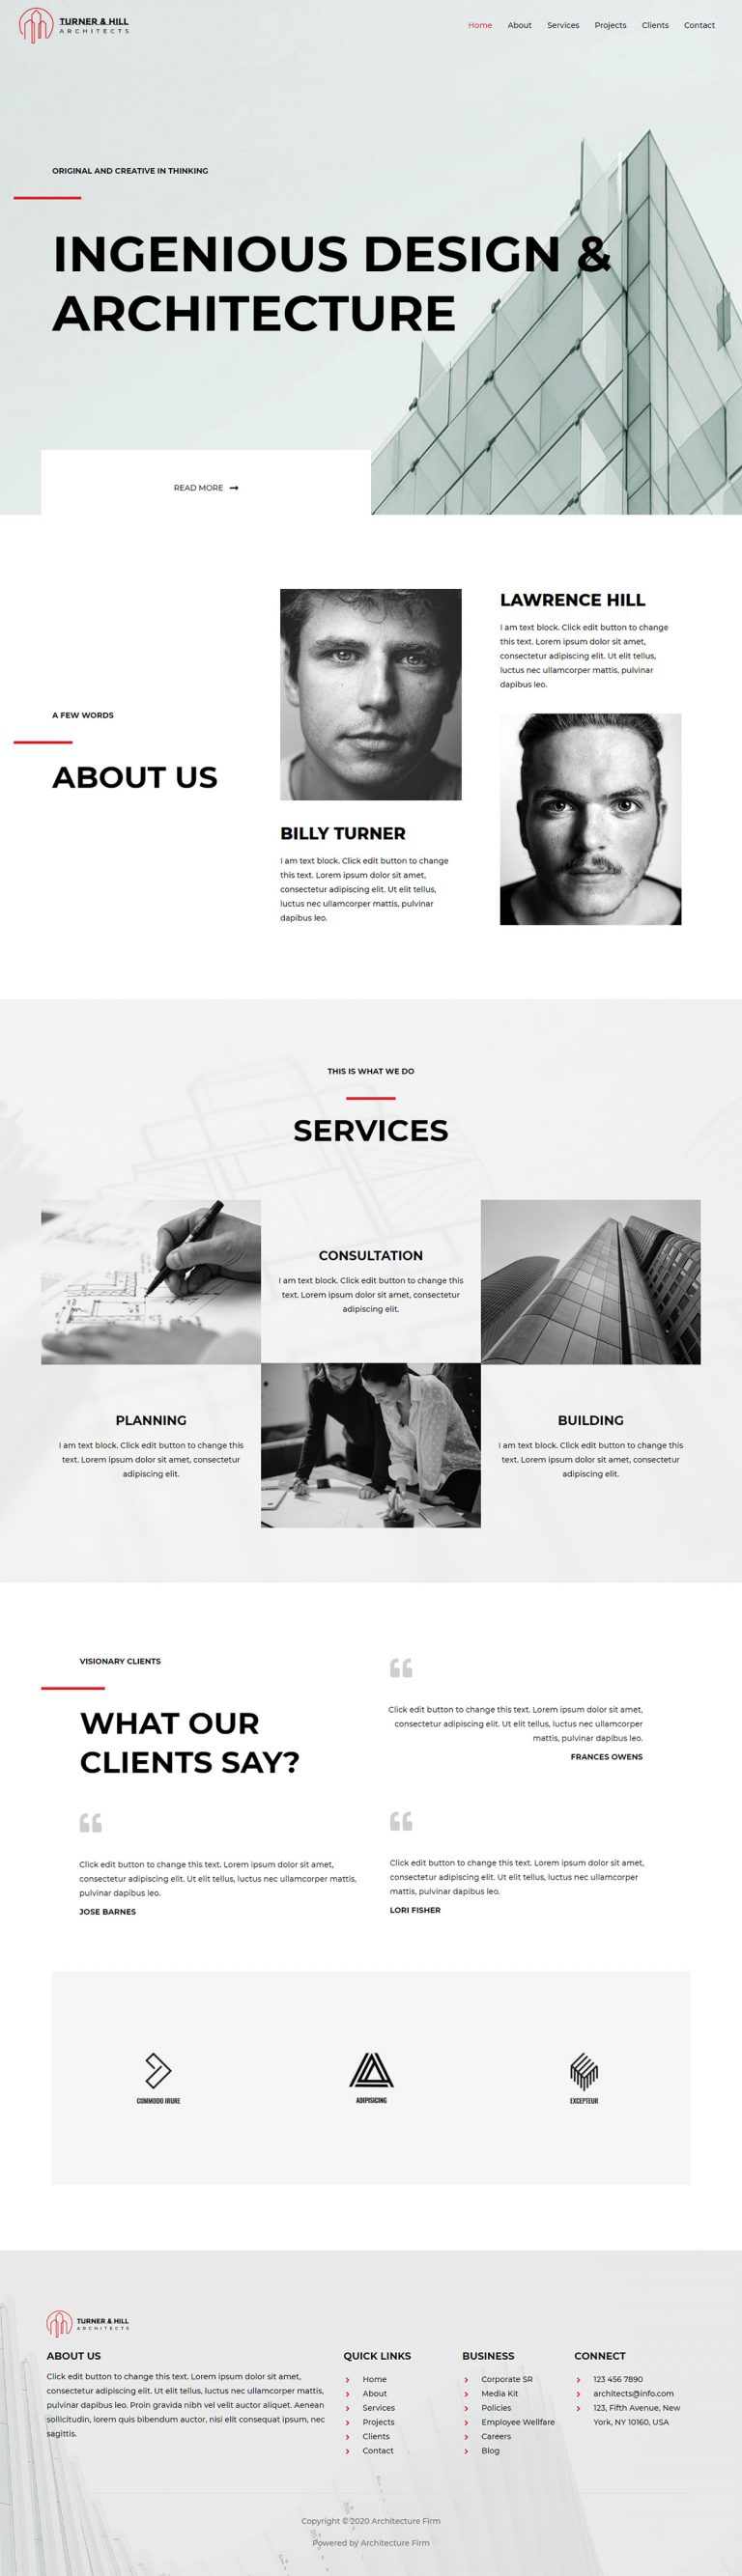 TURNER & HILL
ARCHITECTS
Home About Services Projects Clients Contact
ORIGINAL AND CREATIVE IN THINKING
INGENIOUS DESIGN &
ARCHITECTURE
READ MORE
A FEW WORDS
ABOUT US
BILLY TURNER
I am text block. Click edit button to change
this text. Lorem ipsum dolor sit amet,
consectetur adipiscing elit. Ut elit tellus,
luctus nec ullamcorper mattis, pulvinar
dapibus leo.
LAWRENCE HILL
I am text block. Click edit button to change
this text. Lorem ipsum dolor sit amet,
consectetur adipiscing elit. Ut elit tellus,
luctus nec ullamcorper mattis, pulvinar
dapibus leo.
THIS IS WHAT WE DO
SERVICES
CONSULTATION
I am text block. Click edit button to change this
text. Lorem ipsum dolor sit amet, consectetur
adipiscing elit.
PLANNING
I am text block. Click edit button to change this
text. Lorem ipsum dolor sit amet, consectetur
adipiscing elit.
BUILDING
I am text block. Click edit button to change this
text. Lorem ipsum dolor sit amet, consectetur
adipiscing elit.
VISIONARY CLIENTS
WHAT OUR
CLIENTS SAY?
Click edit button to change this text. Lorem ipsum dolor sit amet,
consectetur adipiscing elit. Ut elit tellus, luctus nec ullamcorper
mattis, pulvinar dapibus leo.
FRANCES OWENS
Click edit button to change this text. Lorem ipsum dolor sit amet,
consectetur adipiscing elit. Ut elit tellus, luctus nec ullamcorper mattis,
pulvinar dapibus leo.
JOSE BARNES
Click edit button to change this text. Lorem ipsum dolor sit amet,
consectetur adipiscing elit. Ut elit tellus, luctus nec ullamcorper
mattis, pulvinar dapibus leo.
LORI FISHER
COMMODO IRURE
ADIPISICING
EXCEPTEUR
TURNER & HILL
ARCHITECTS
ABOUT US
Click edit button to change this text. Lorem ipsum dolor sit amet,
consectetur adipiscing elit. Ut elit tellus, luctus nec ullamcorper mattis,
pulvinar dapibus leo. Proin gravida nibh vel velit auctor aliquet. Aenean
sollicitudin, lorem quis bibendum auctor, nisi elit consequat ipsum, nec
sagittis.
QUICK LINKS
Home
About
Services
Projects
Clients
Contact
BUSINESS
Corporate SR
Media Kit
Policies
Employee Wellfare
Careers
Blog
CONNECT
123 456 7890
architects@info.com
123, Fifth Avenue, New
York, NY 10160, USA
Copyright © 2020 Architecture Firm
Powered by Architecture Firm